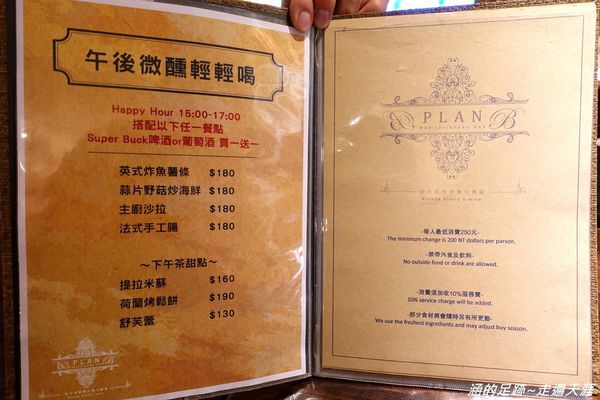 午後微醺輕輕喝
Happy Hour 15:00-17:00
搭配以下任一餐點
Super Buck啤酒or葡萄酒 買一送一
英式炸魚薯條 $180
蒜片野菇炒海鮮 $180
主廚沙拉 $180
法式手工腸 $180
～下午茶甜點～
提拉米蘇 $160
荷蘭烤鬆餅 $190
舒芙蕾 $130
PLAN
PLAN B
Mediterranean Bar
bistro & wine
-每人最低消費250元-
The minimum change is 200 NT dollars per parson.
-禁帶外食及飲料-
No outside food or drink are allowed.
-消費須加收10%服務費-
10% service charge will be added.
-部分食材將會隨時另有所更動-
We use the freshest ingredients and may adjust buy season.
涵的足跡~走遍天涯